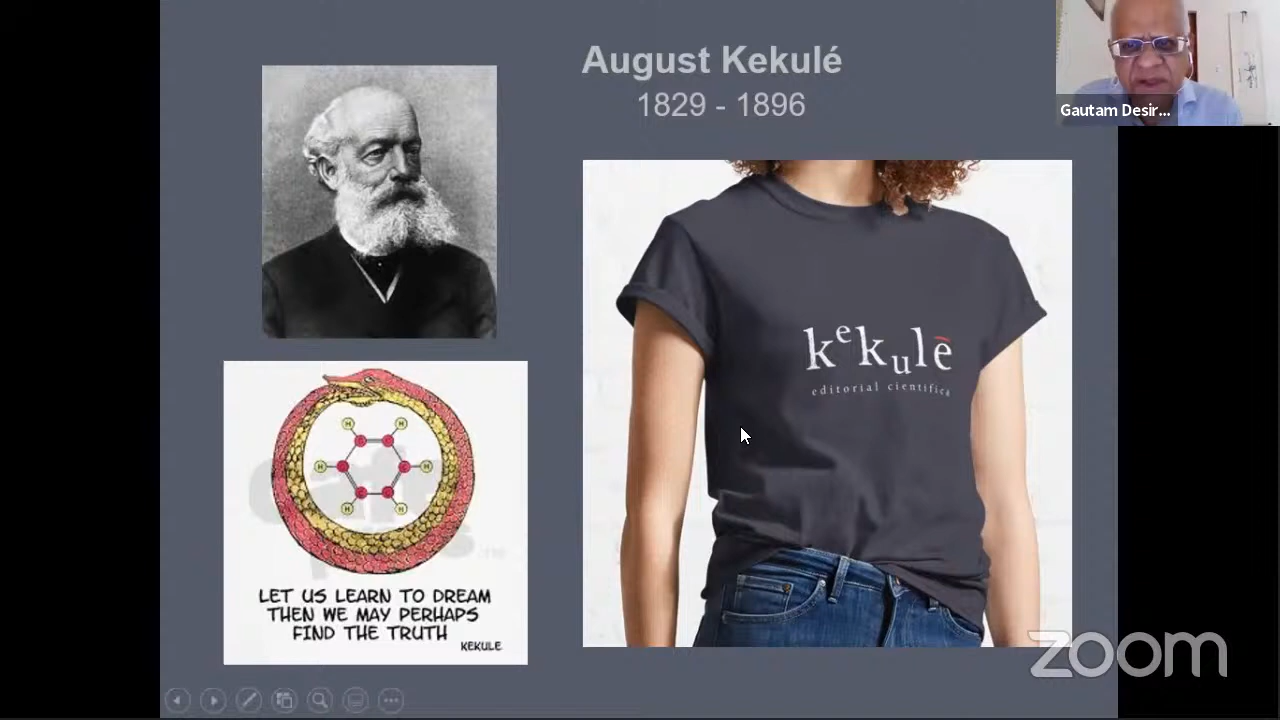 August Kekulé
1829 - 1896
Gautam Desir...
kekulē
editorial científica
H H
H H
H H
LET US LEARN TO DREAM
THEN WE MAY PERHAPS
FIND THE TRUTH
KEKULE
zoom